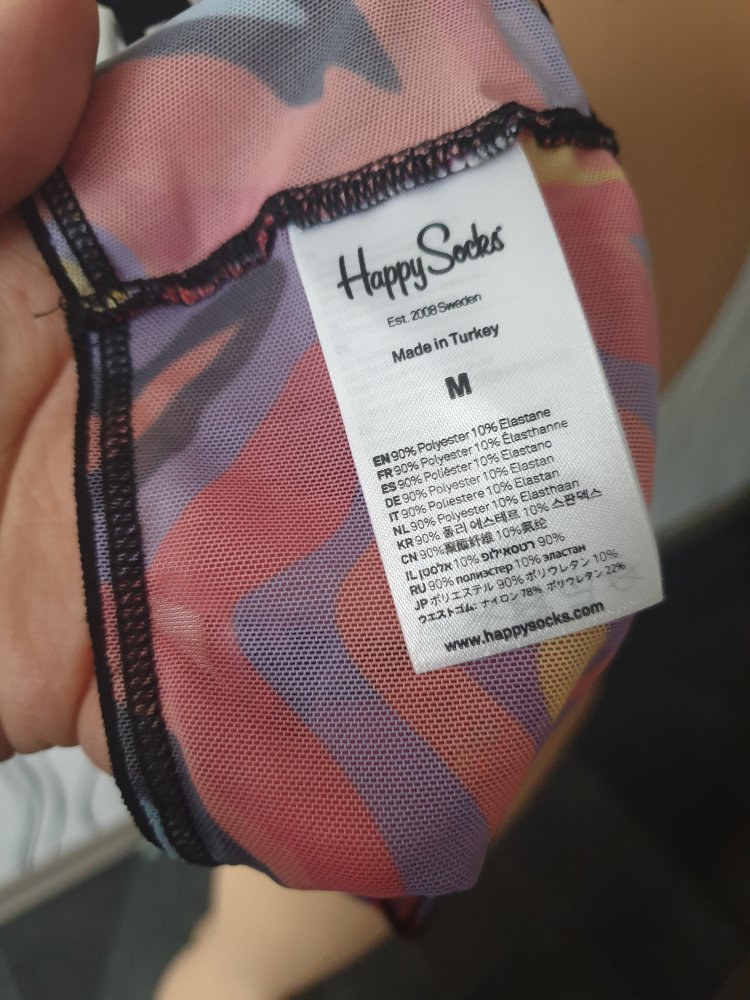 Happy Socks
Est. 2008 Sweden
Made in Turkey
M
EN 90% Polyester 10% Elastane
FR 90% Polyester 10% Élasthanne
ES 90% Poliéster 10% Elastano
DE 90% Polyester 10% Elastan
IT 90% Poliestere 10% Elastan
NL 90% Polyester 10% Elasthaan
KR 90% 폴리 에스테르 10% 스판덱스
CN 90%聚酯纤维 10%氨纶
IL אלסטן 10% רטסאילופ 90%
RU 90% полиэстер 10% эластан
JP ポリエステル 90% ポリウレタン 10%
ウエストゴム: ナイロン 78% ポリウレタン 22%
www.happysocks.com